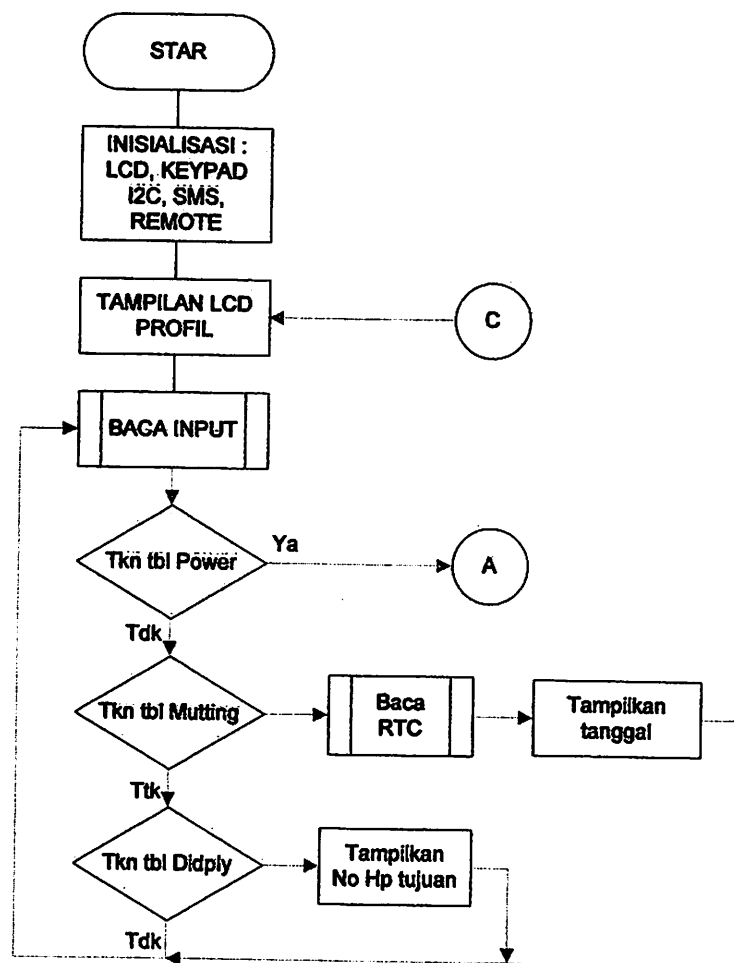 STAR
INISIALISASI :
LCD, KEYPAD
I2C, SMS,
REMOTE
TAMPILAN LCD
PROFIL
C
BACA INPUT
Tkn tbl Power
Ya
A
Tdk
Tkn tbl Mutting
Baca
RTC
Tampilkan
tanggal
Ttk
Tkn tbl Didply
Tampilkan
No Hp tujuan
Tdk